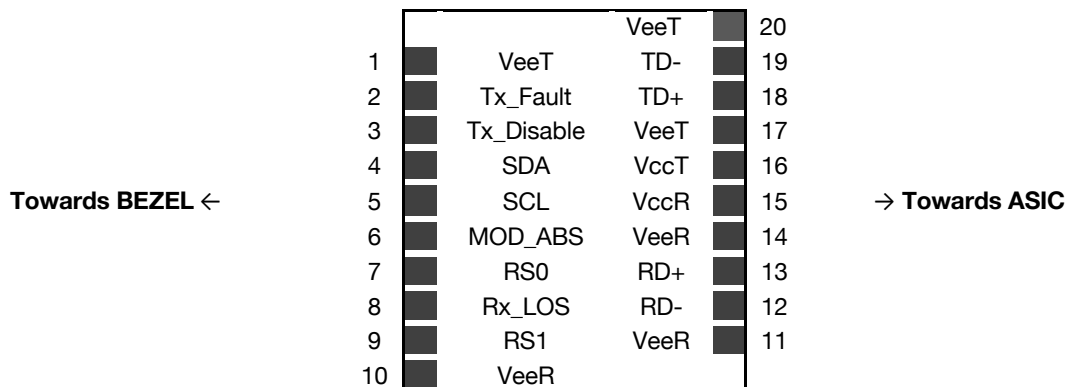 VeeT 20
1 VeeT TD- 19
2 Tx_Fault TD+ 18
3 Tx_Disable VeeT 17
4 SDA VccT 16
Towards BEZEL ← 5 SCL VccR 15 → Towards ASIC
6 MOD_ABS VeeR 14
7 RS0 RD+ 13
8 Rx_LOS RD- 12
9 RS1 VeeR 11
10 VeeR